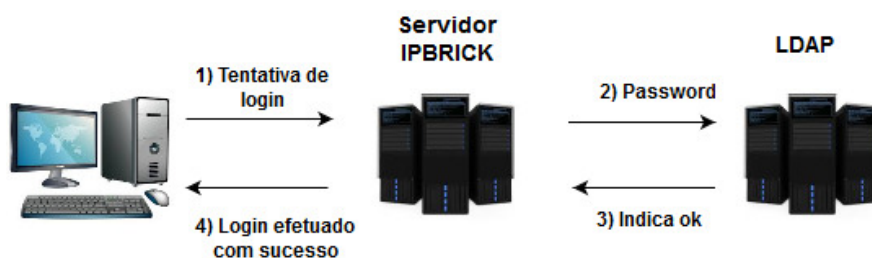 Servidor
IPBRICK
LDAP
1) Tentativa de
login
2) Password
3) Indica ok
4) Login efetuado
com sucesso